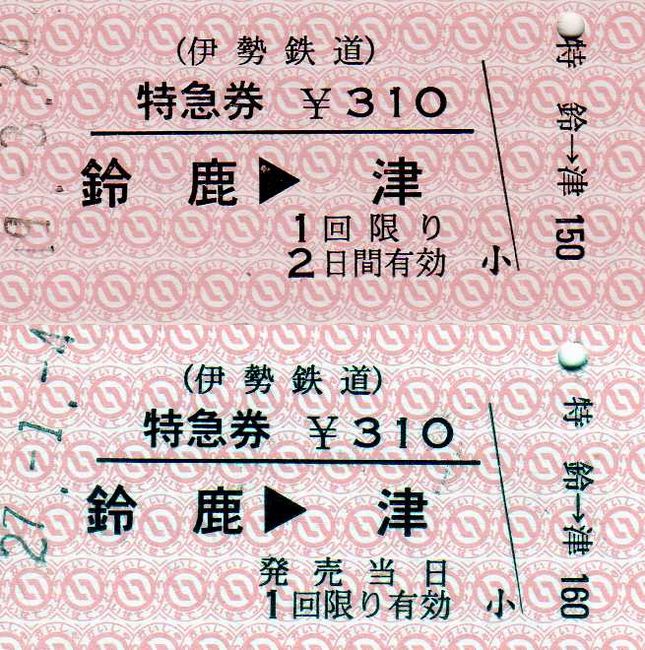 (伊勢鉄道)
特急券 ¥310
鈴鹿▶津
1回限り
2日間有効
小
特 鈴→津 150
(伊勢鉄道)
特急券 ¥310
鈴鹿▶津
発売当日
1回限り有効
小
特 鈴→津 160
27.-1.-4